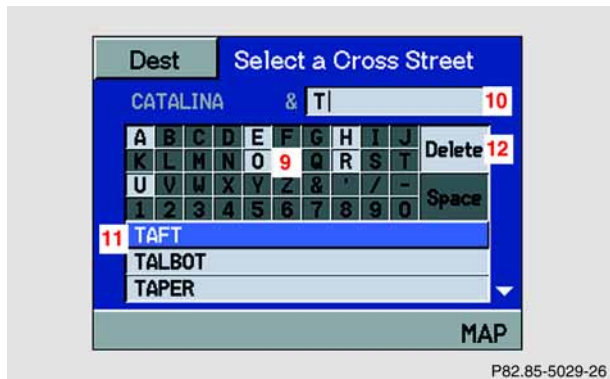 Dest Select a Cross Street
CATALINA & T 10
A B C D E F G H I J Delete 12
K L M N O 9 Q R S T
U V W X Y Z & ' / - Space
1 2 3 4 5 6 7 8 9 0
11 TAFT
TALBOT
TAPER
MAP
P82.85-5029-26